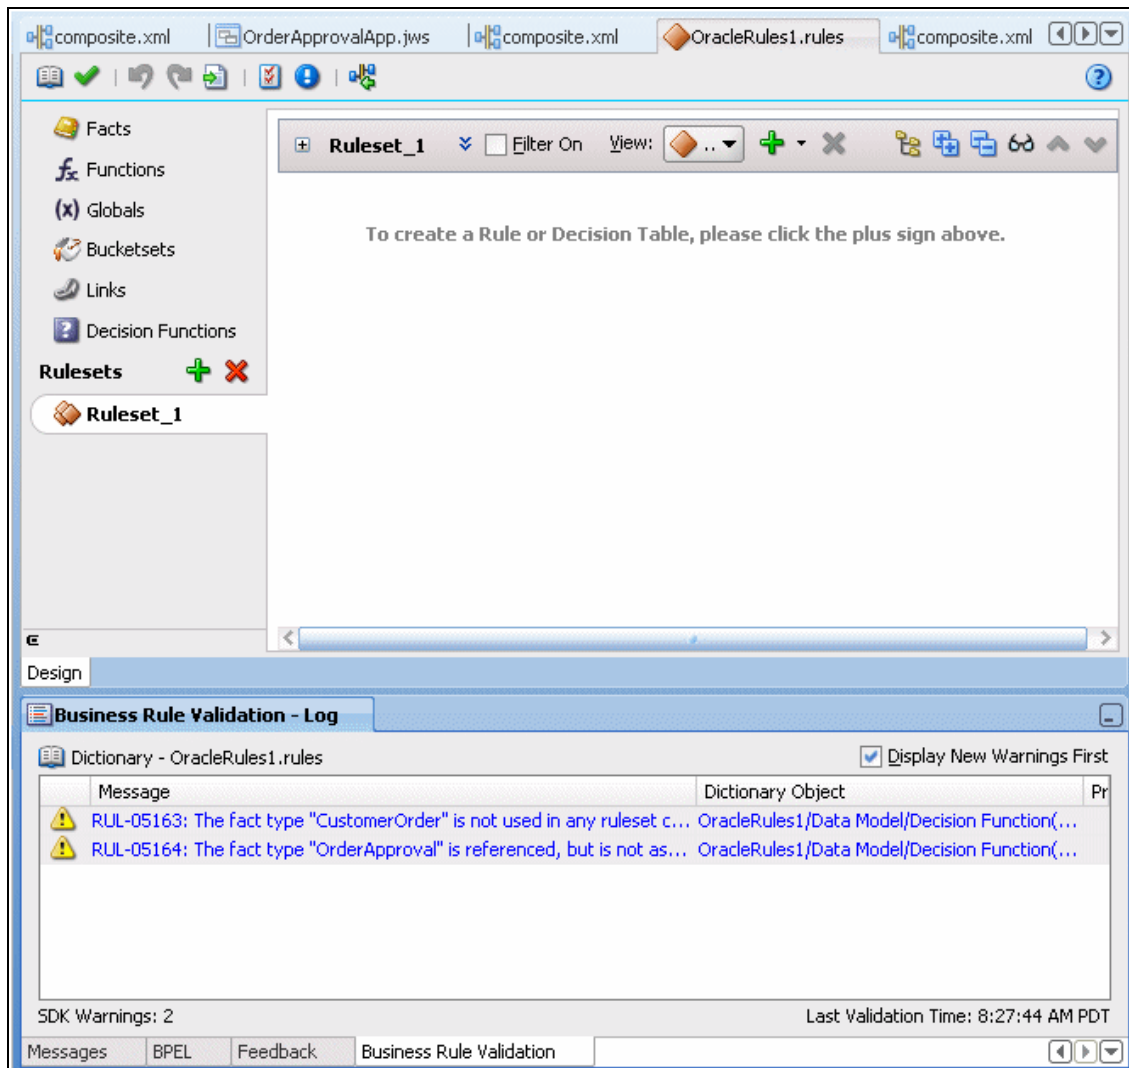 composite.xml OrderApprovalApp.jws composite.xml OracleRules1.rules composite.xml
Facts
Functions
(x) Globals
Bucketsets
Links
Decision Functions
Rulesets
Ruleset_1
Ruleset_1 Filter On View: ..
To create a Rule or Decision Table, please click the plus sign above.
Design
Business Rule Validation - Log
Dictionary - OracleRules1.rules Display New Warnings First
Message Dictionary Object Pr
RUL-05163: The fact type "CustomerOrder" is not used in any ruleset c... OracleRules1/Data Model/Decision Function(...
RUL-05164: The fact type "OrderApproval" is referenced, but is not as... OracleRules1/Data Model/Decision Function(...
SDK Warnings: 2 Last Validation Time: 8:27:44 AM PDT
Messages BPEL Feedback Business Rule Validation